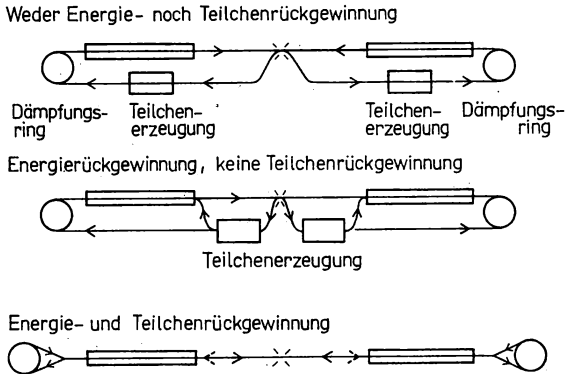 Weder Energie- noch Teilchenrückgewinnung
Dämpfungs-
ring
Teilchen-
erzeugung
Teilchen-
erzeugung
Dämpfungs-
ring
Energierückgewinnung, keine Teilchenrückgewinnung
Teilchenerzeugung
Energie- und Teilchenrückgewinnung